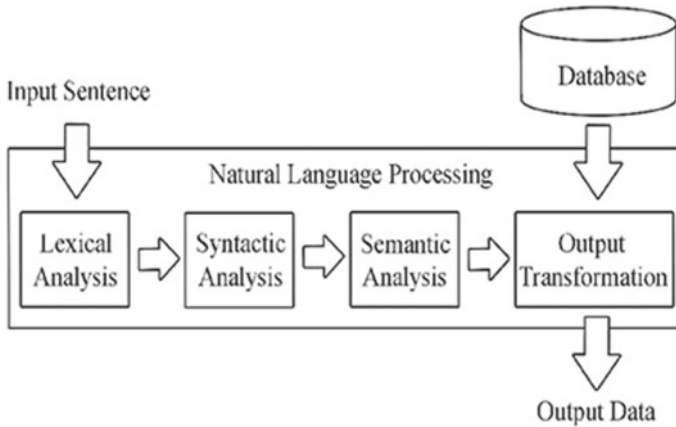 Database
Input Sentence
Natural Language Processing
Lexical
Analysis
Syntactic
Analysis
Semantic
Analysis
Output
Transformation
Output Data